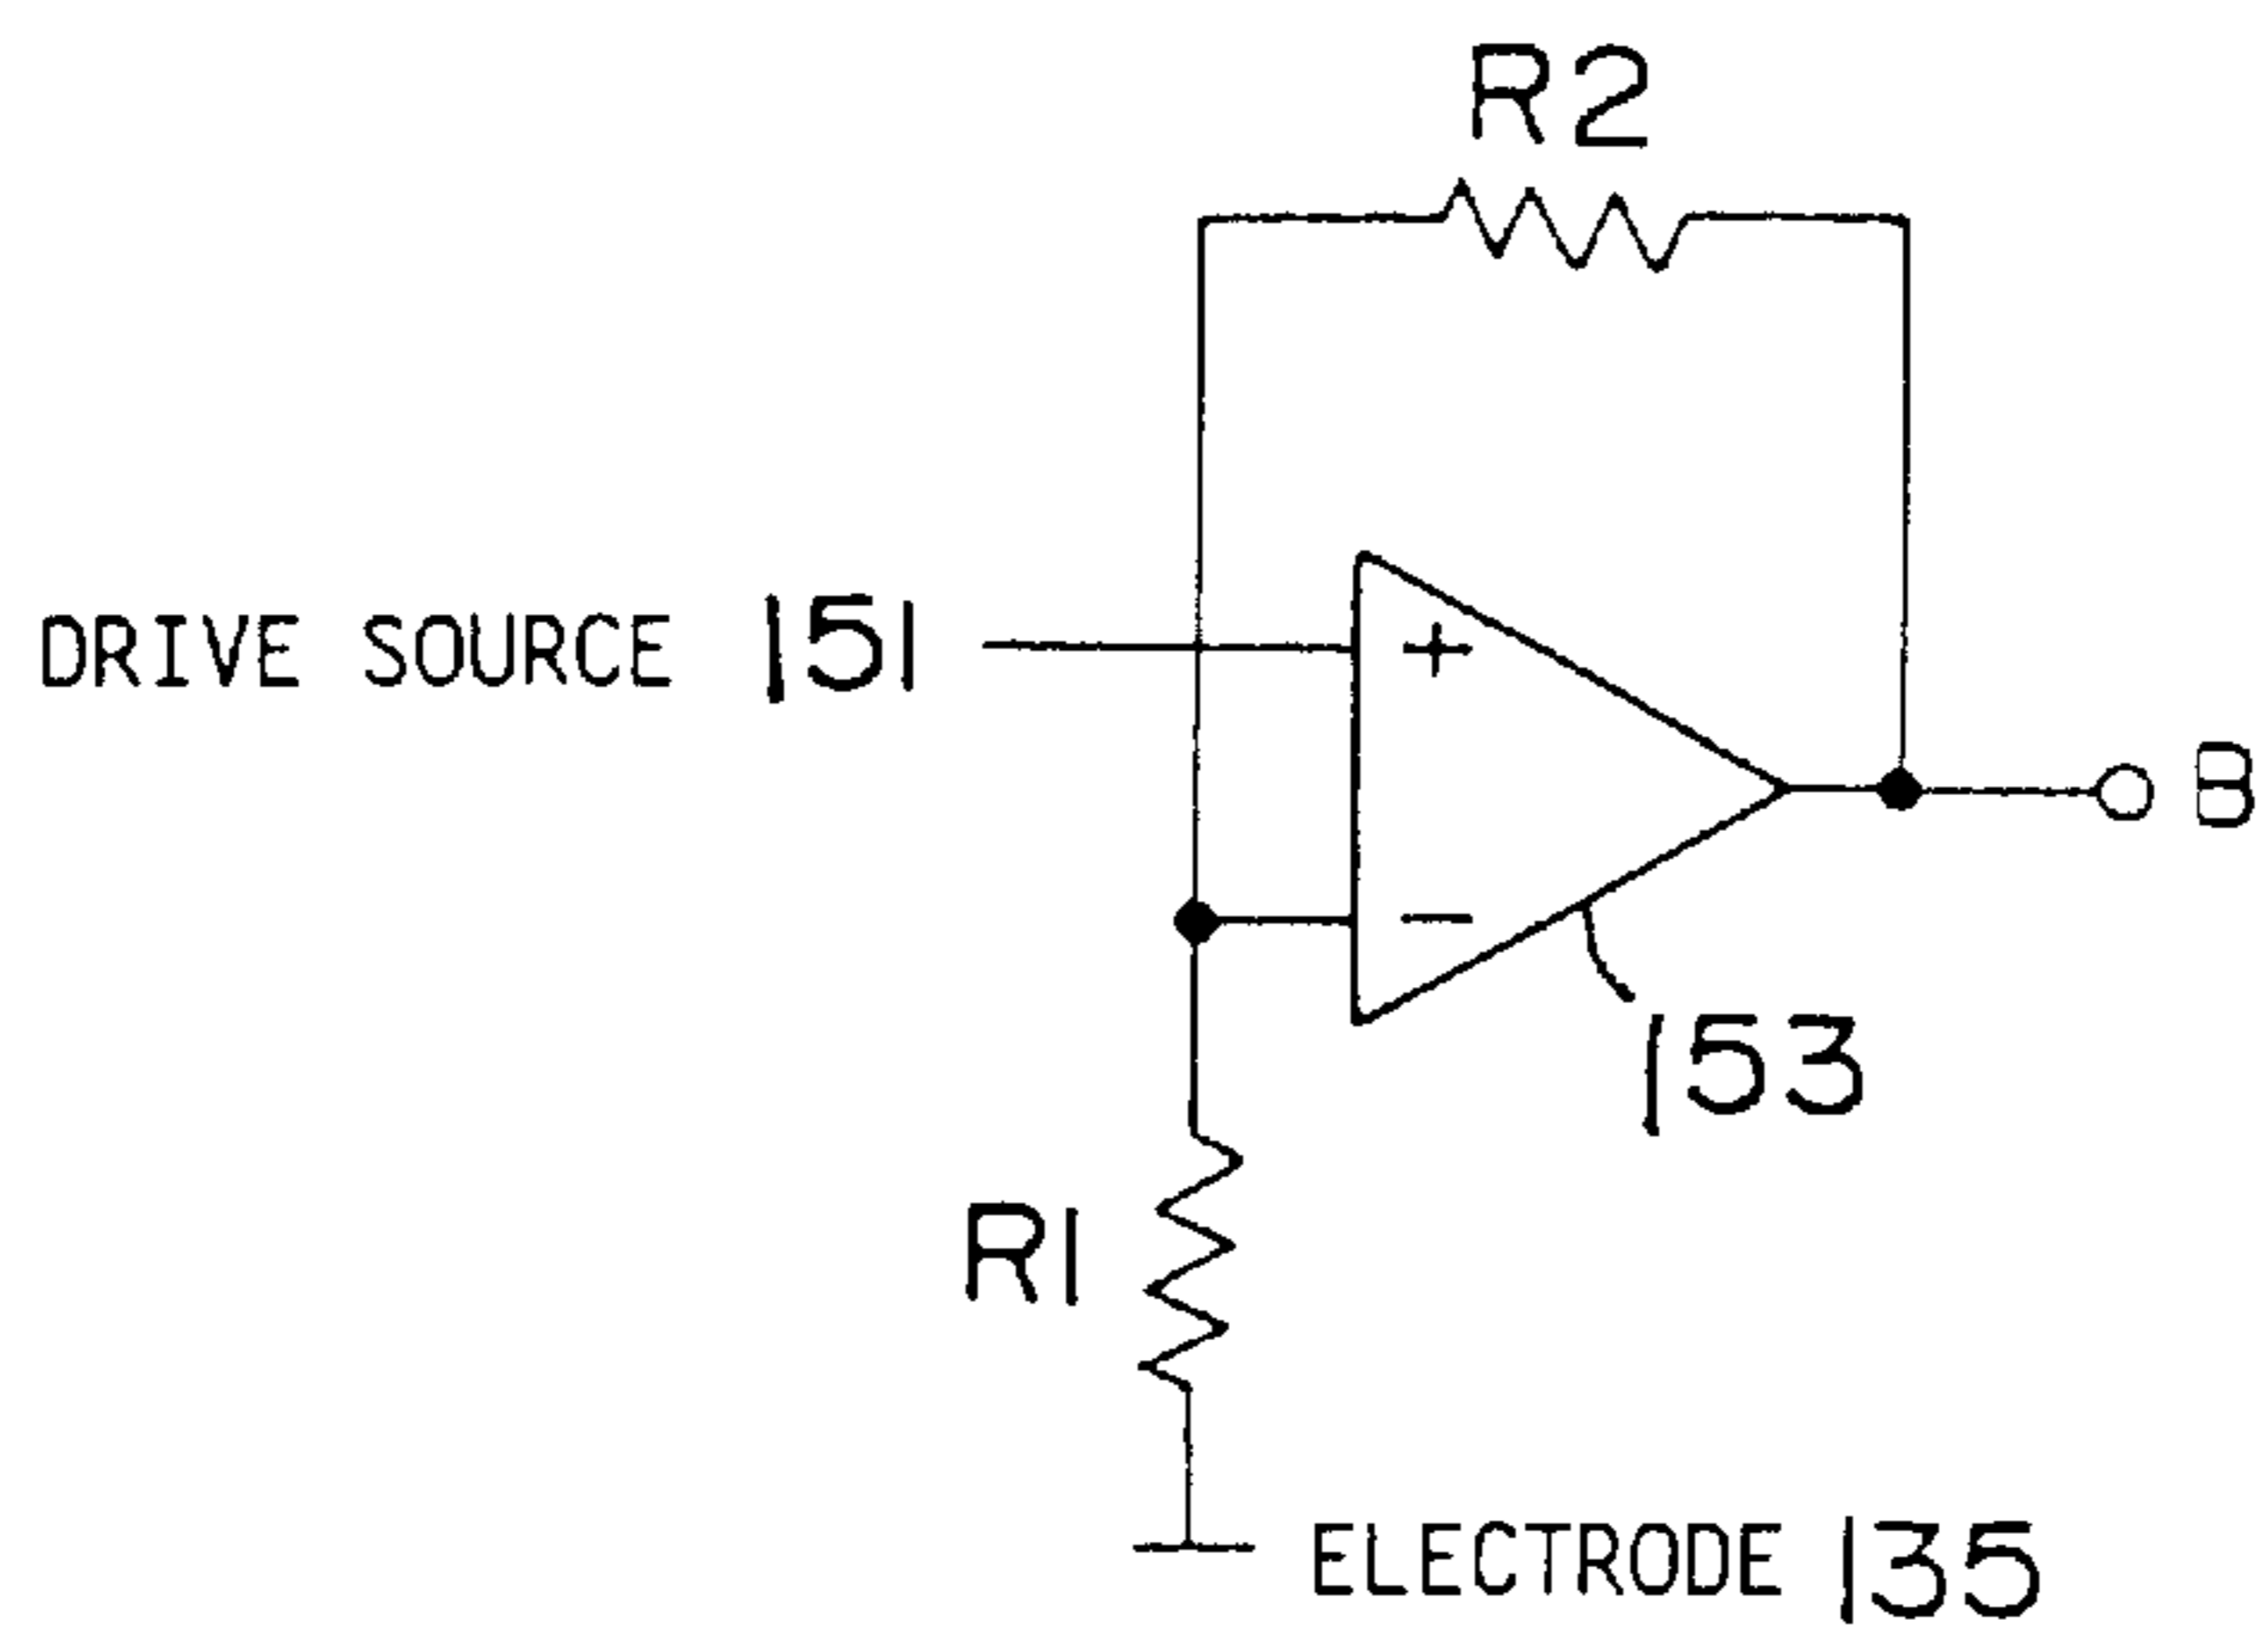 R2
DRIVE SOURCE 151
+
B
−
153
R1
ELECTRODE 135